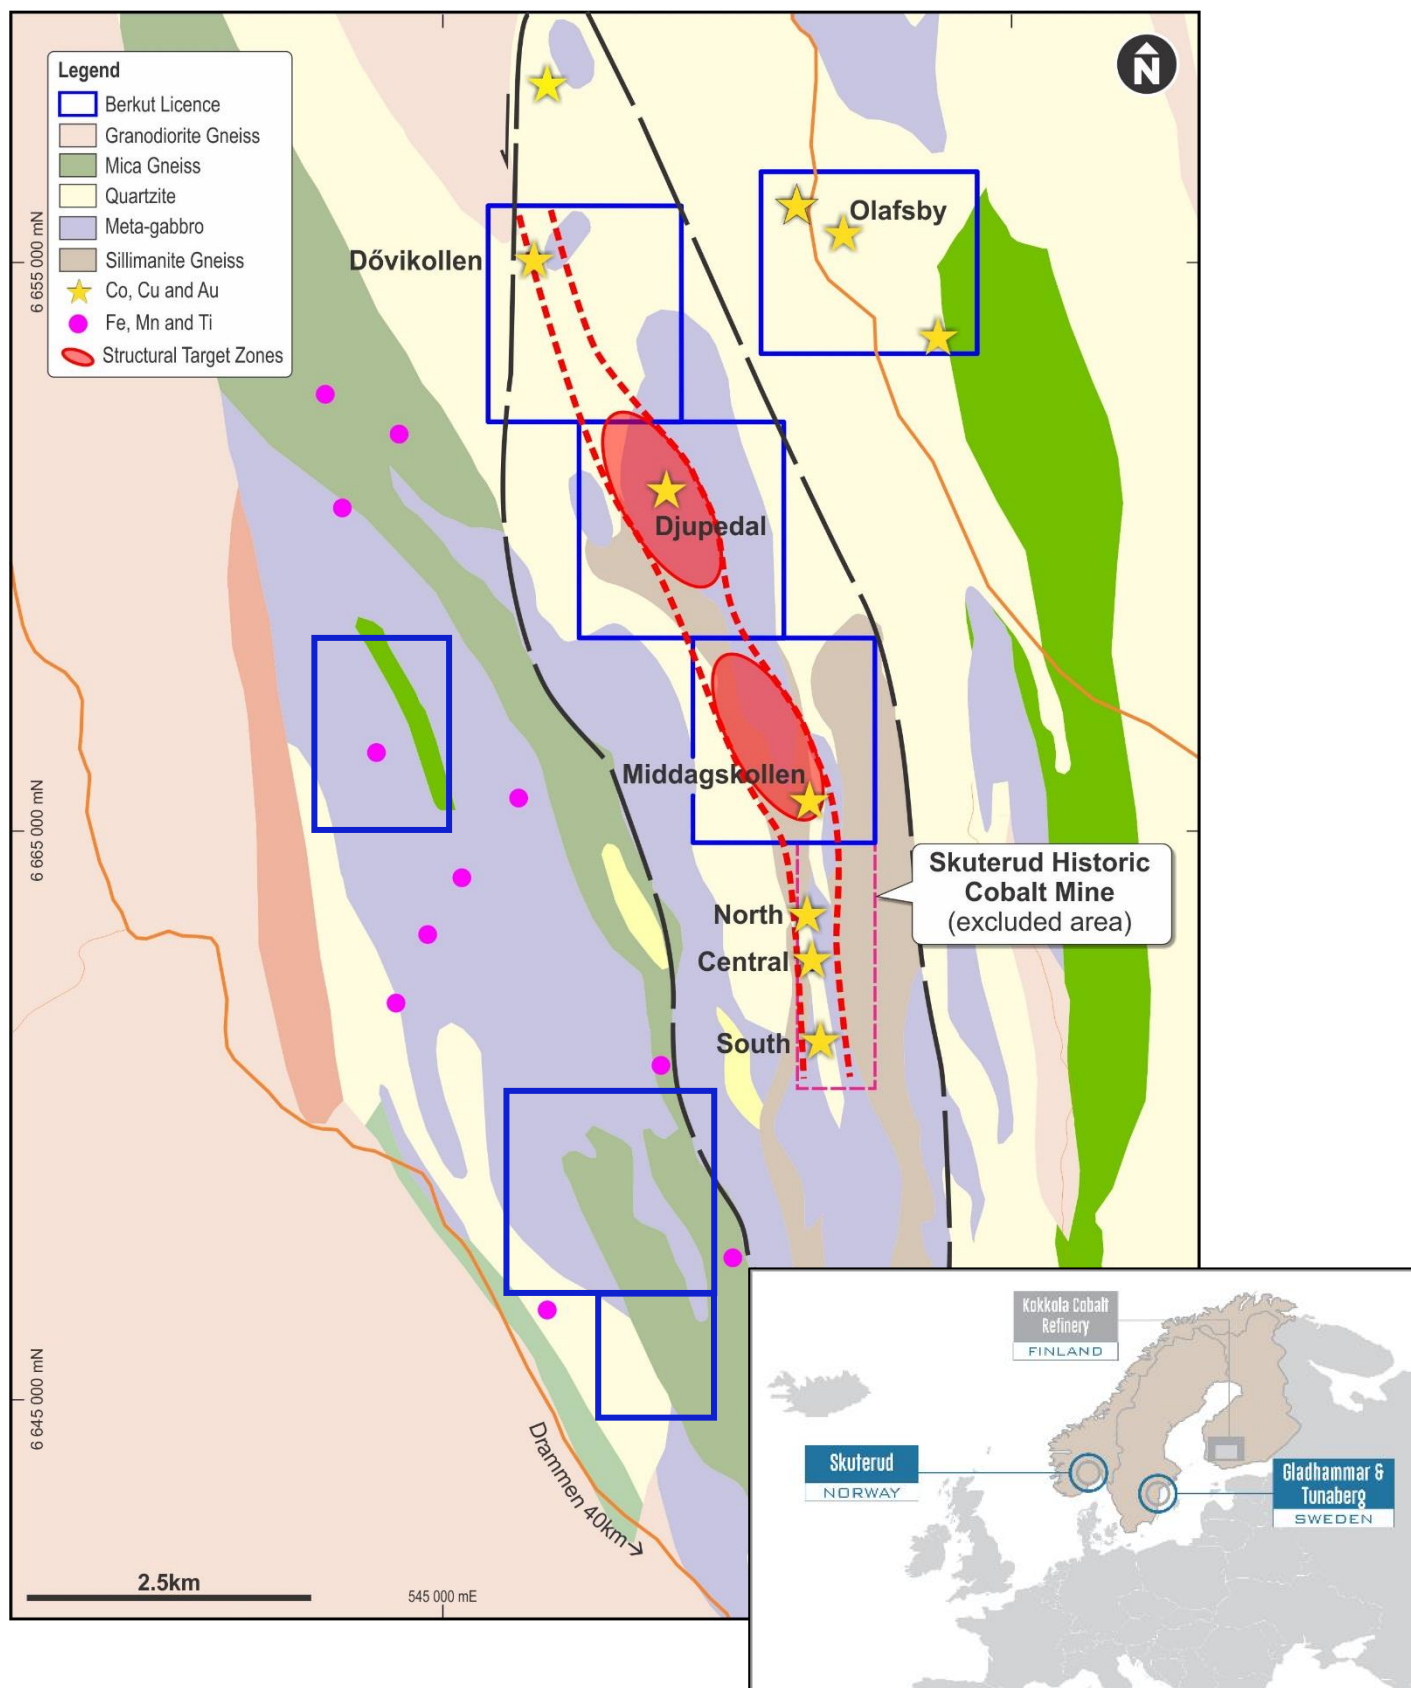 Legend
Berkut Licence
Granodiorite Gneiss
Mica Gneiss
Quartzite
Meta-gabbro
Sillimanite Gneiss
Co, Cu and Au
Fe, Mn and Ti
Structural Target Zones
N
Olafsby
Dővikollen
6 655 000 mN
Djupedal
Middagskollen
6 665 000 mN
Skuterud Historic
Cobalt Mine
(excluded area)
North
Central
South
6 645 000 mN
Drammen 40km
2.5km
545 000 mE
Kokkola Cobalt
Refinery
FINLAND
Skuterud
NORWAY
Gladhammar &
Tunaberg
SWEDEN